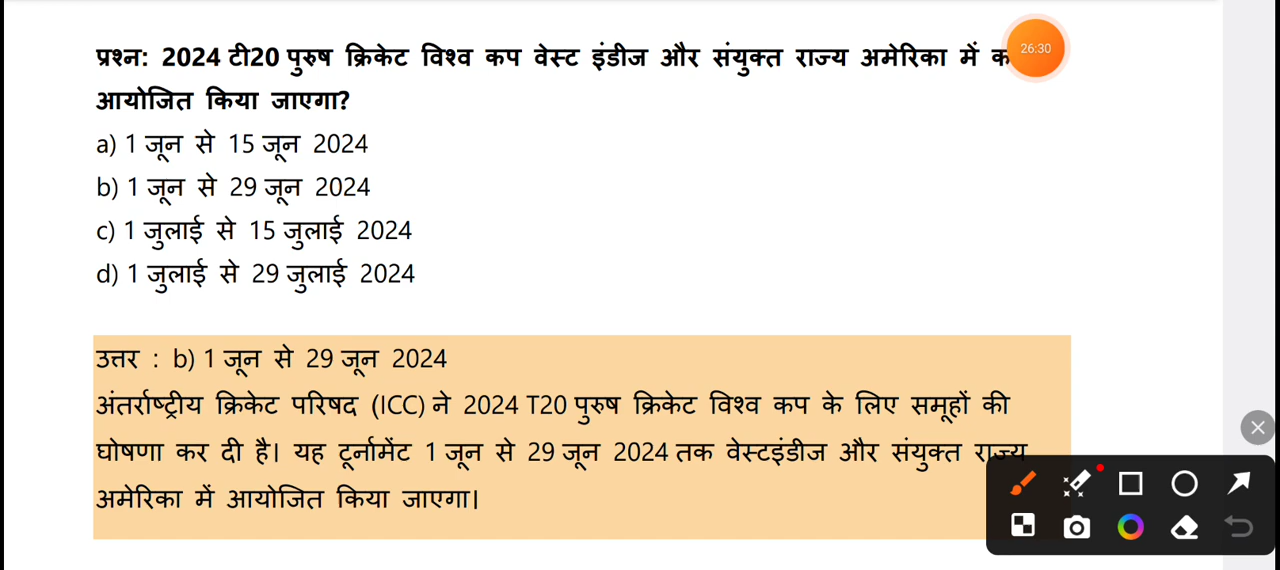 प्रश्न: 2024 टी20 पुरुष क्रिकेट विश्व कप वेस्ट इंडीज और संयुक्त राज्य अमेरिका में
26:30
आयोजित किया जाएगा?
a) 1 जून से 15 जून 2024
b) 1 जून से 29 जून 2024
c) 1 जुलाई से 15 जुलाई 2024
d) 1 जुलाई से 29 जुलाई 2024
उत्तर : b) 1 जून से 29 जून 2024
अंतर्राष्ट्रीय क्रिकेट परिषद (ICC) ने 2024 T20 पुरुष क्रिकेट विश्व कप के लिए समूहों की
घोषणा कर दी है। यह टूर्नामेंट 1 जून से 29 जून 2024 तक वेस्टइंडीज और संयुक्त राज्य
अमेरिका में आयोजित किया जाएगा।